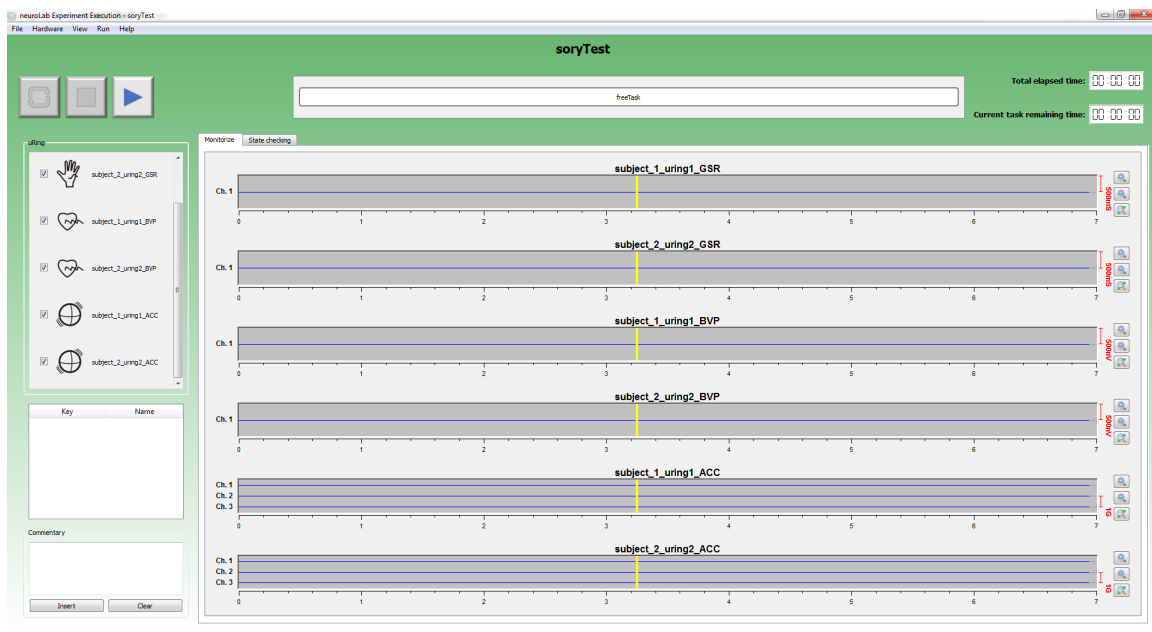 neuroLab Experiment Execution - soryTest
File Hardware View Run Help
soryTest
freeTask
Total elapsed time: 00:00:00
Current task remaining time: 00:00:00
uRing
subject_2_uring2_GSR
subject_1_uring1_BVP
subject_2_uring2_BVP
subject_1_uring1_ACC
subject_2_uring2_ACC
Key Name
Commentary
Insert Clear
Monitorize State checking
subject_1_uring1_GSR
Ch. 1
500mS
0 1 2 3 4 5 6 7
subject_2_uring2_GSR
Ch. 1
500mS
0 1 2 3 4 5 6 7
subject_1_uring1_BVP
Ch. 1
500mV
0 1 2 3 4 5 6 7
subject_2_uring2_BVP
Ch. 1
500mV
0 1 2 3 4 5 6 7
subject_1_uring1_ACC
Ch. 1
Ch. 2
Ch. 3
1G
0 1 2 3 4 5 6 7
subject_2_uring2_ACC
Ch. 1
Ch. 2
Ch. 3
1G
0 1 2 3 4 5 6 7